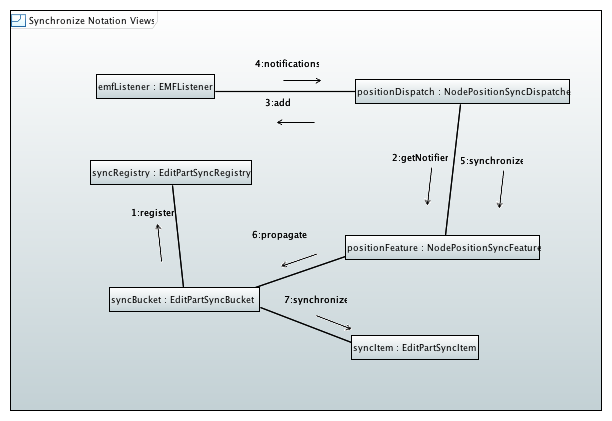 Synchronize Notation Views
4:notifications
emfListener : EMFListener
positionDispatch : NodePositionSyncDispatche
3:add
2:getNotifier
5:synchronize
syncRegistry : EditPartSyncRegistry
1:register
6:propagate
positionFeature : NodePositionSyncFeature
syncBucket : EditPartSyncBucket
7:synchronize
syncItem : EditPartSyncItem